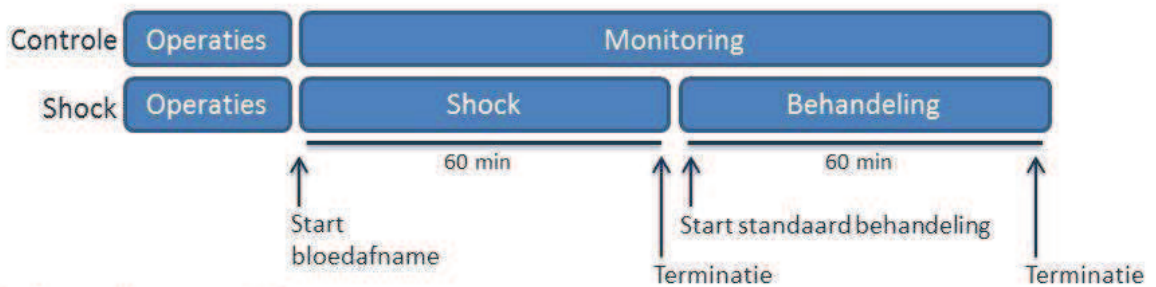 Controle Operaties Monitoring
Shock Operaties Shock Behandeling
60 min 60 min
Start
bloedafname
Start standaard behandeling
Terminatie Terminatie